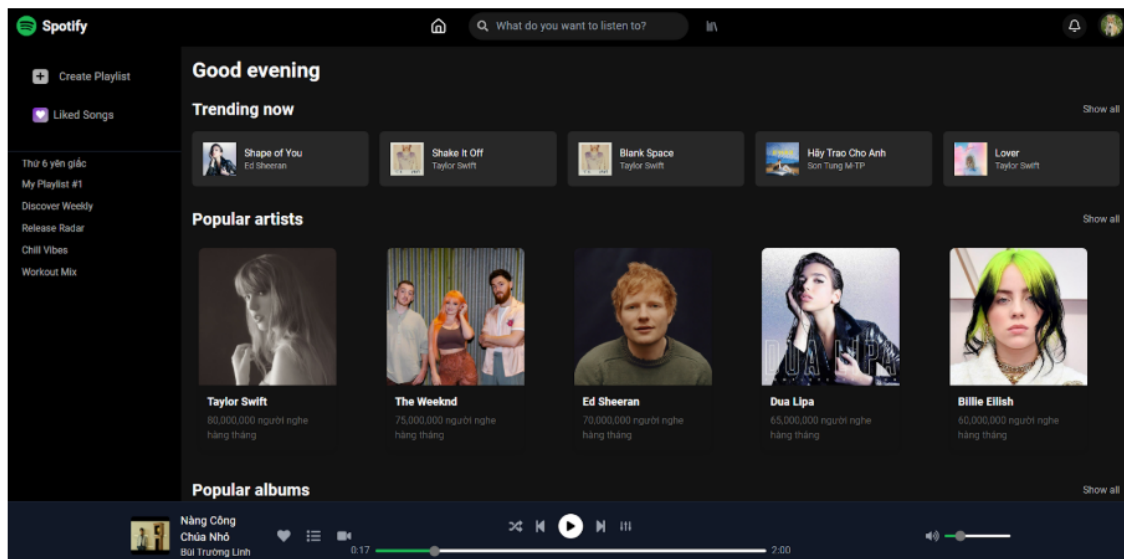 Spotify
What do you want to listen to?
Create Playlist
Liked Songs
Thứ 6 yên giấc
My Playlist #1
Discover Weekly
Release Radar
Chill Vibes
Workout Mix
Good evening
Trending now
Show all
Shape of You
Ed Sheeran
Shake It Off
Taylor Swift
Blank Space
Taylor Swift
Hãy Trao Cho Anh
Son Tung M-TP
Lover
Taylor Swift
Popular artists
Show all
DUA LIPA
Taylor Swift
80,000,000 người nghe
hàng tháng
The Weeknd
75,000,000 người nghe
hàng tháng
Ed Sheeran
70,000,000 người nghe
hàng tháng
Dua Lipa
65,000,000 người nghe
hàng tháng
Billie Eilish
60,000,000 người nghe
hàng tháng
Popular albums
Show all
Nàng Công
Chúa Nhỏ
Bùi Trường Linh
0:17
2:00